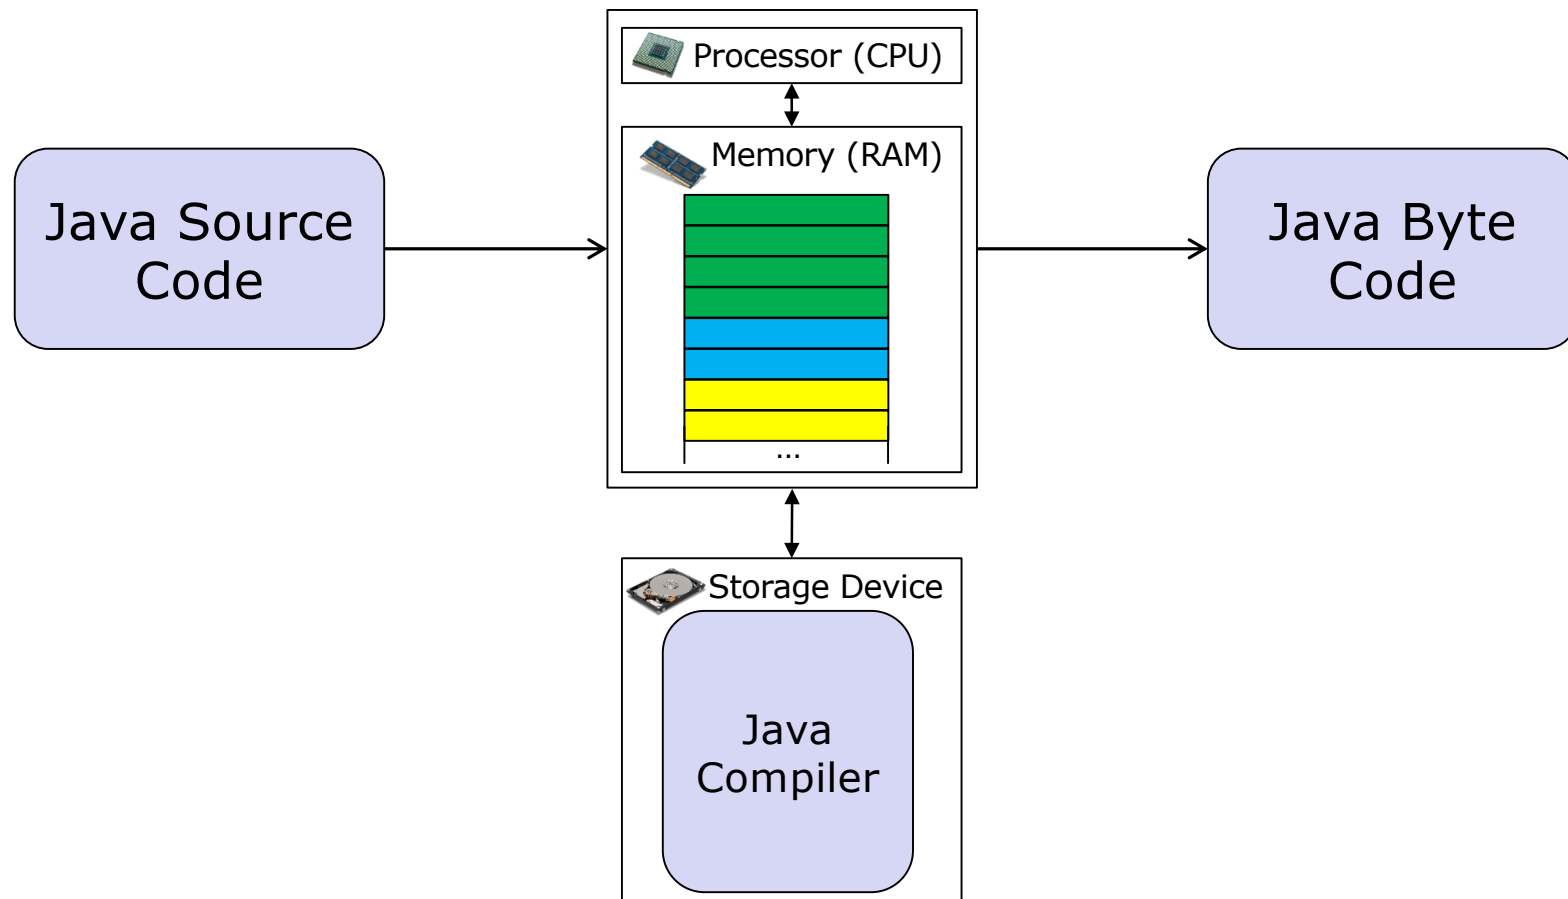 Processor (CPU)
Memory (RAM)
Java Source
Code
Java Byte
Code
...
Storage Device
Java
Compiler